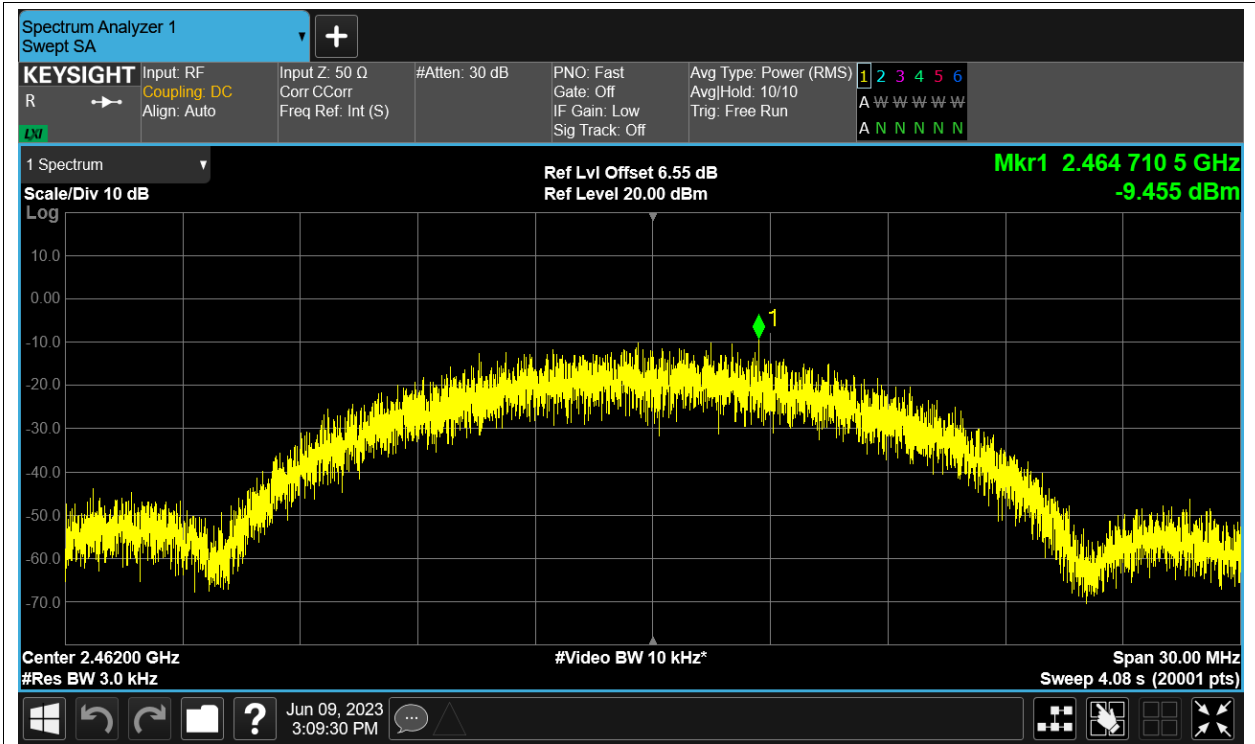 Spectrum Analyzer 1
Swept SA
KEYSIGHT
R
LXI
Input: RF
Coupling: DC
Align: Auto
Input Z: 50 Ω
Corr CCorr
Freq Ref: Int (S)
#Atten: 30 dB
PNO: Fast
Gate: Off
IF Gain: Low
Sig Track: Off
Avg Type: Power (RMS)
Avg|Hold: 10/10
Trig: Free Run
1 2 3 4 5 6
A W W W W W
A N N N N N
1 Spectrum
Scale/Div 10 dB
Log
Ref Lvl Offset 6.55 dB
Ref Level 20.00 dBm
Mkr1 2.464 710 5 GHz
-9.455 dBm
10.0
0.00
-10.0
-20.0
-30.0
-40.0
-50.0
-60.0
-70.0
1
Center 2.46200 GHz
#Res BW 3.0 kHz
#Video BW 10 kHz*
Span 30.00 MHz
Sweep 4.08 s (20001 pts)
?
Jun 09, 2023
3:09:30 PM